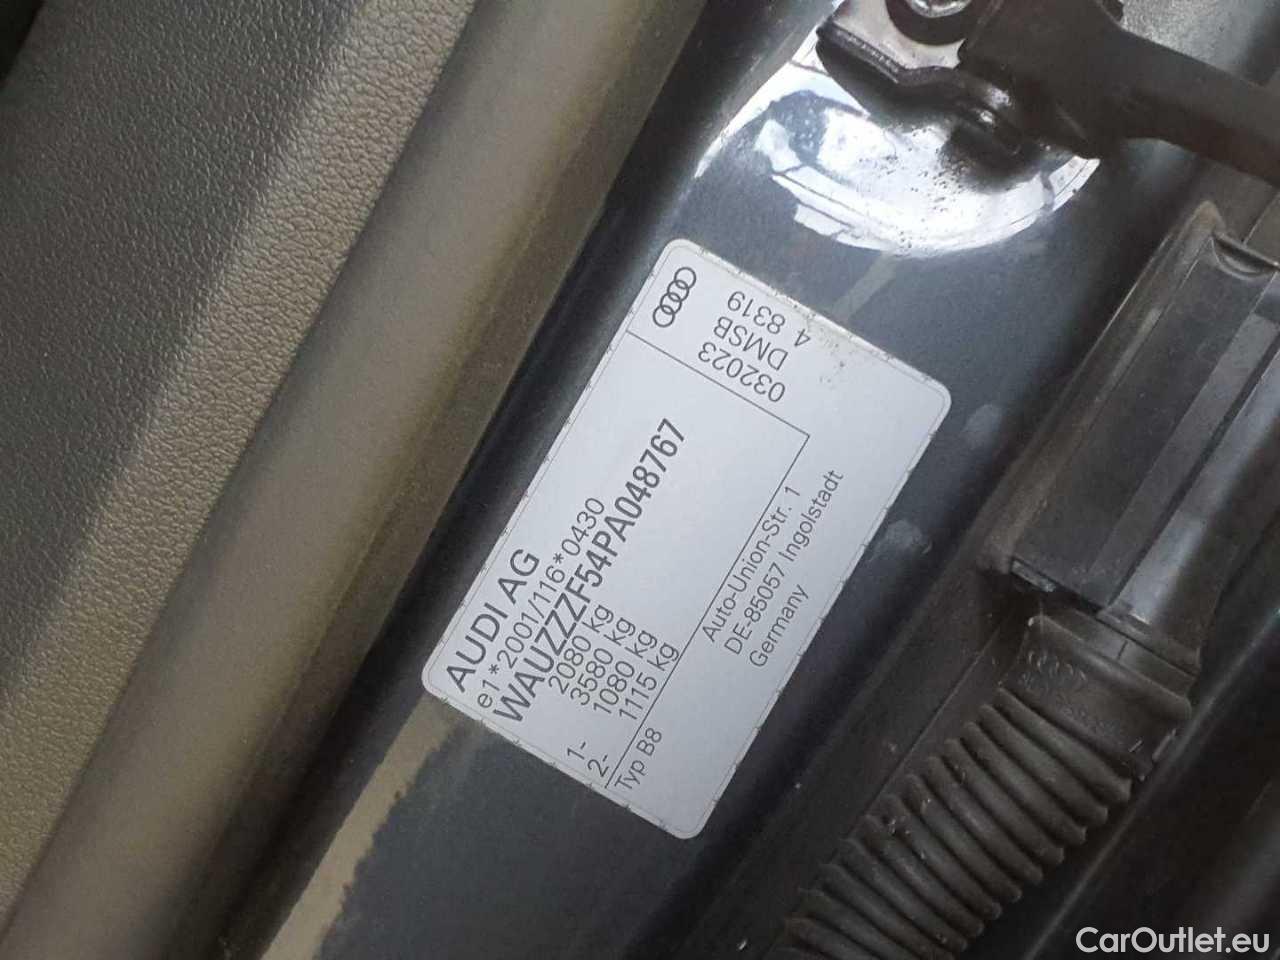 AUDI AG
e1*2001/116*0430
WAUZZZF54PA048767
2080 kg
3580 kg
1- 1080 kg
2- 1115 kg
Typ B8
Auto-Union-Str. 1
DE-85057 Ingolstadt
Germany
032023
DMSB
4 8319
CarOutlet.eu